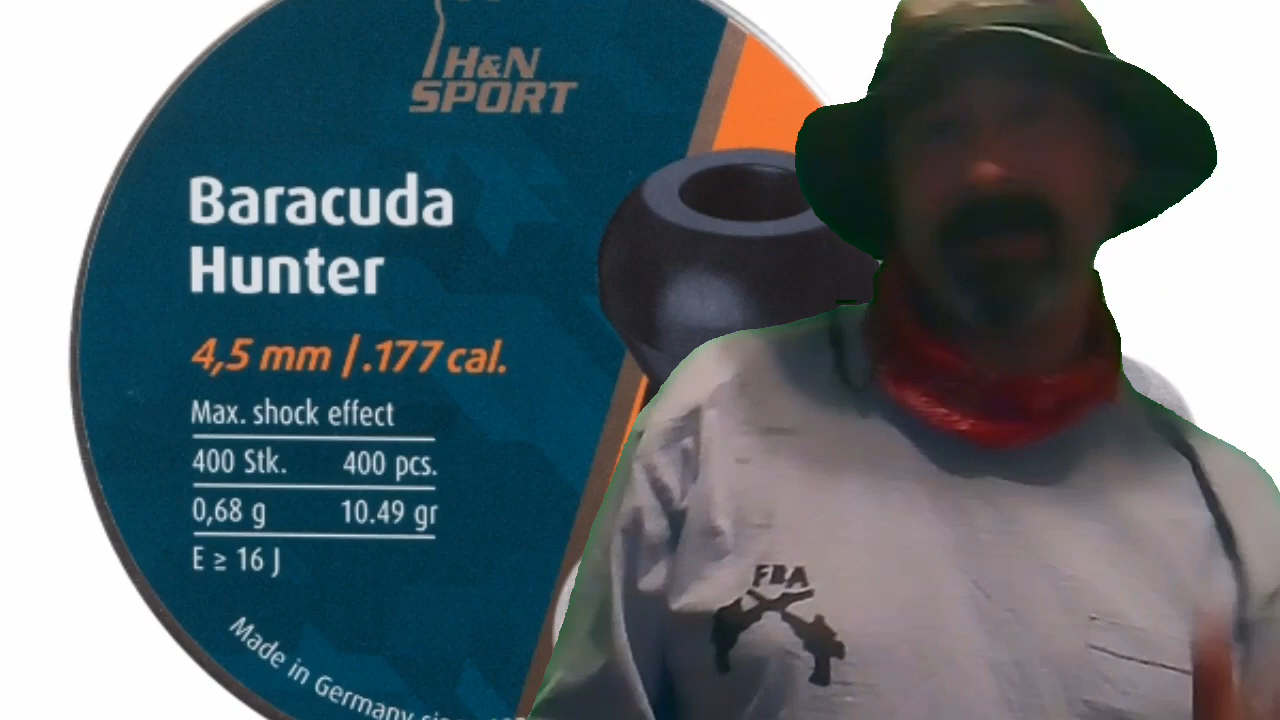 H&N
SPORT
Baracuda
Hunter
4,5 mm | .177 cal.
Max. shock effect
400 Stk. 400 pcs.
0,68 g 10.49 gr
E ≥ 16 J
Made in Germany
FBA